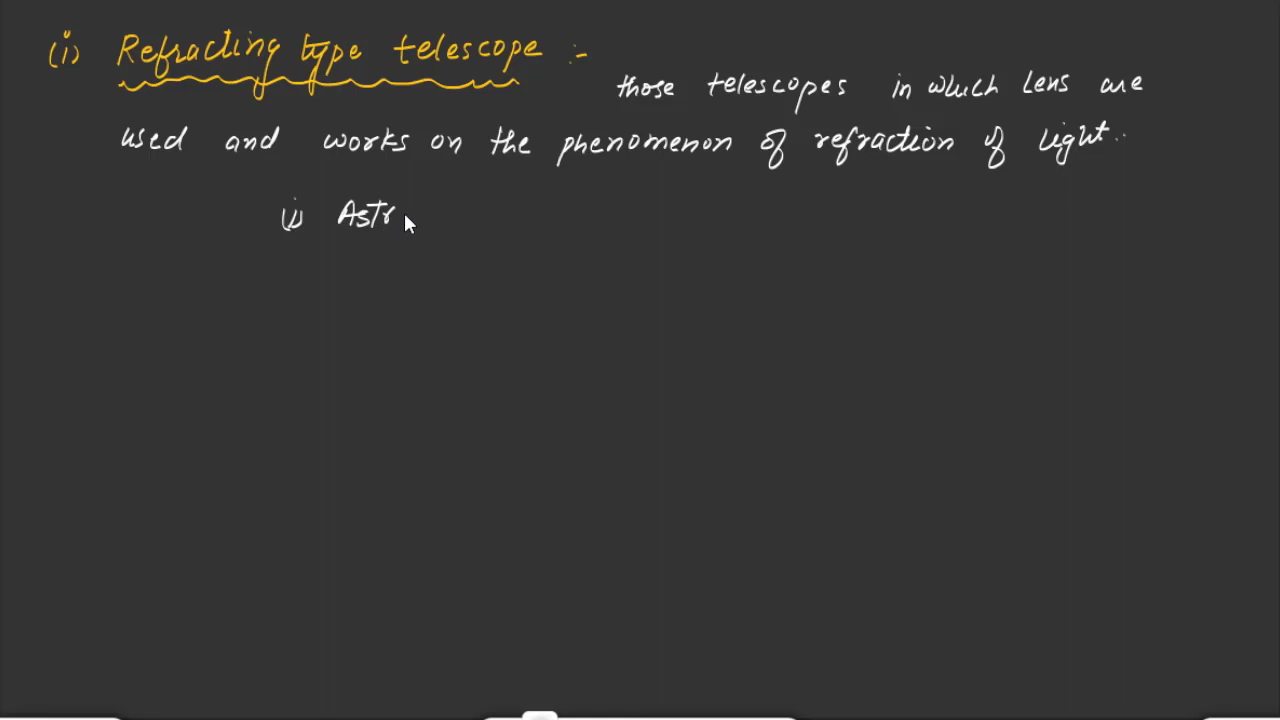 (i) Refracting type telescope :-
those telescopes in which Lens are
used and works on the phenomenon of refraction of light..
(i) Astr